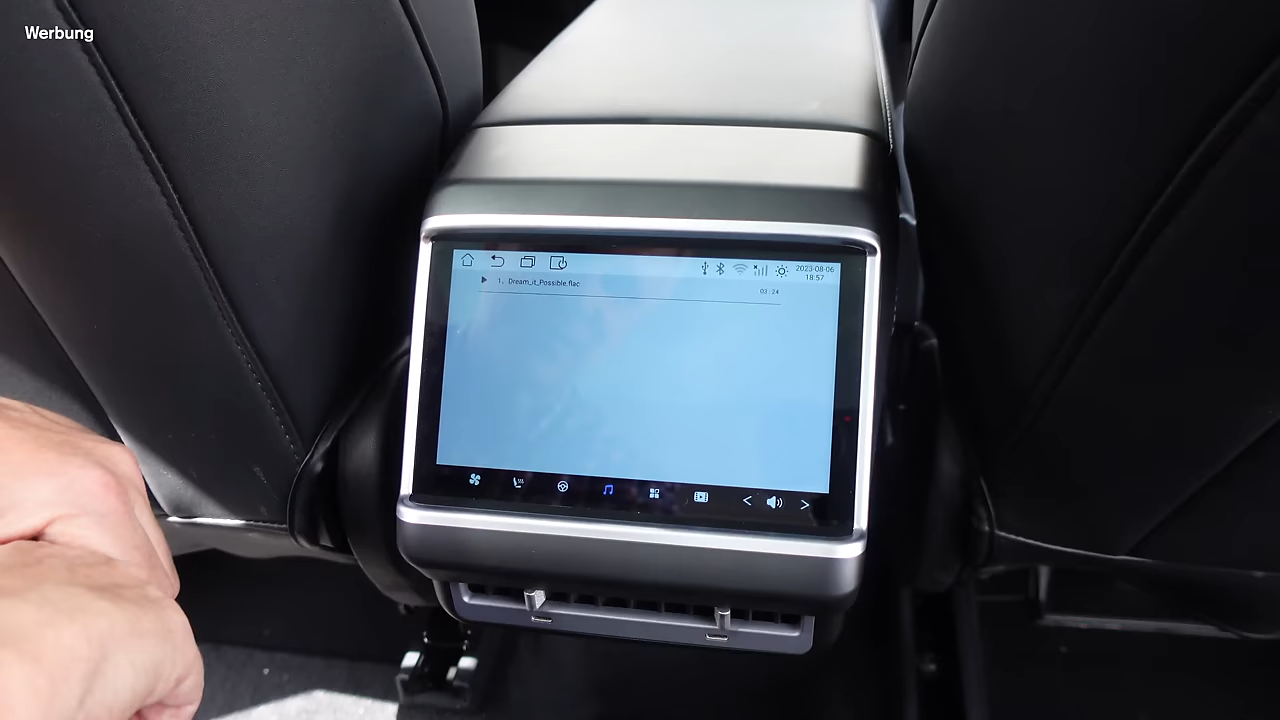 Werbung
2023-08-06
18:57
1. Dream_it_Possible.flac
03:24